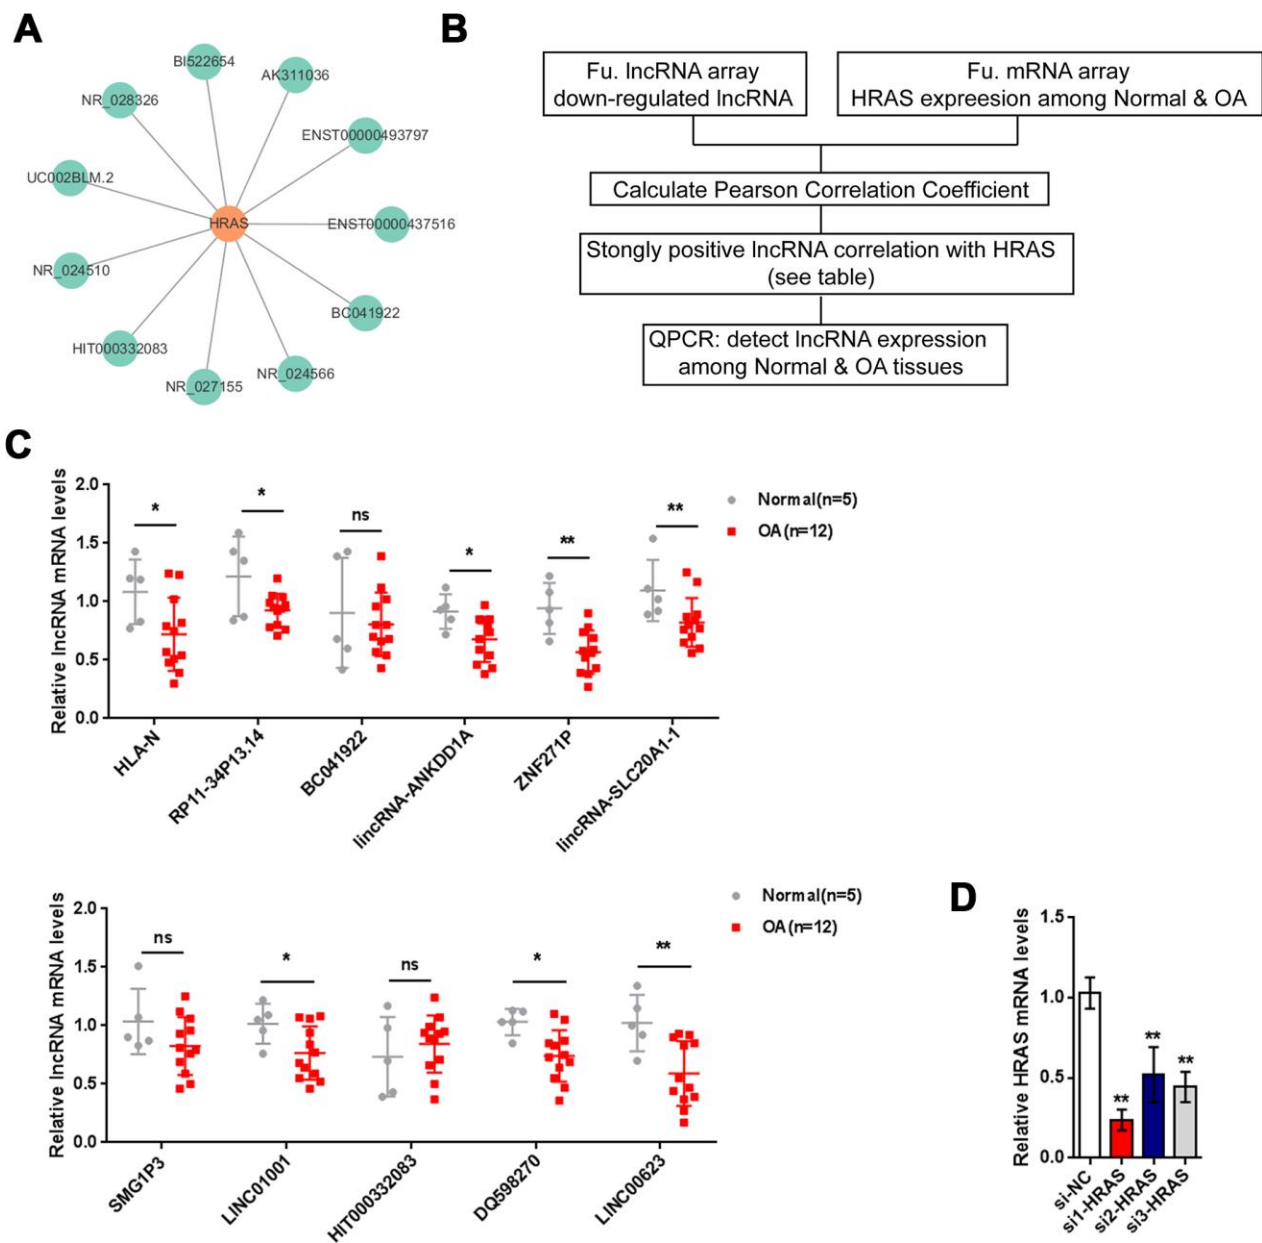 A
BI522654
AK311036
NR_028326
ENST00000493797
UC002BLM.2
HRAS
ENST00000437516
NR_024510
BC041922
HIT000332083
NR_024566
NR_027155
B
Fu. lncRNA array
down-regulated lncRNA
Fu. mRNA array
HRAS expreesion among Normal & OA
Calculate Pearson Correlation Coefficient
Stongly positive lncRNA correlation with HRAS
(see table)
QPCR: detect lncRNA expression
among Normal & OA tissues
C
Relative lncRNA mRNA levels
2.0
1.5
1.0
0.5
0.0
*
*
ns
*
**
**
Normal(n=5)
OA(n=12)
HLA-N
RP11-34P13.14
BC041922
lincRNA-ANKDD1A
ZNF271P
lincRNA-SLC20A1-1
Relative lncRNA mRNA levels
2.0
1.5
1.0
0.5
0.0
ns
*
ns
*
**
Normal(n=5)
OA(n=12)
SMG1P3
LINC01001
HIT000332083
DQ598270
LINC00623
D
Relative HRAS mRNA levels
1.5
1.0
0.5
0.0
**
**
**
si-NC
si1-HRAS
si2-HRAS
si3-HRAS